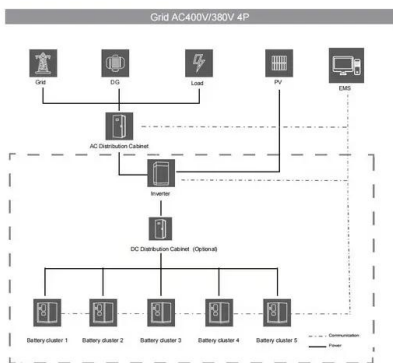 Grid AC400V/380V 4P
Grid
DG
Load
PV
EMS
AC Distribution Cabinet
Inverter
DC Distribution Cabinet (Optional)
Battery cluster 1
Battery cluster 2
Battery cluster 3
Battery cluster 4
Battery cluster 5
Communication
Power